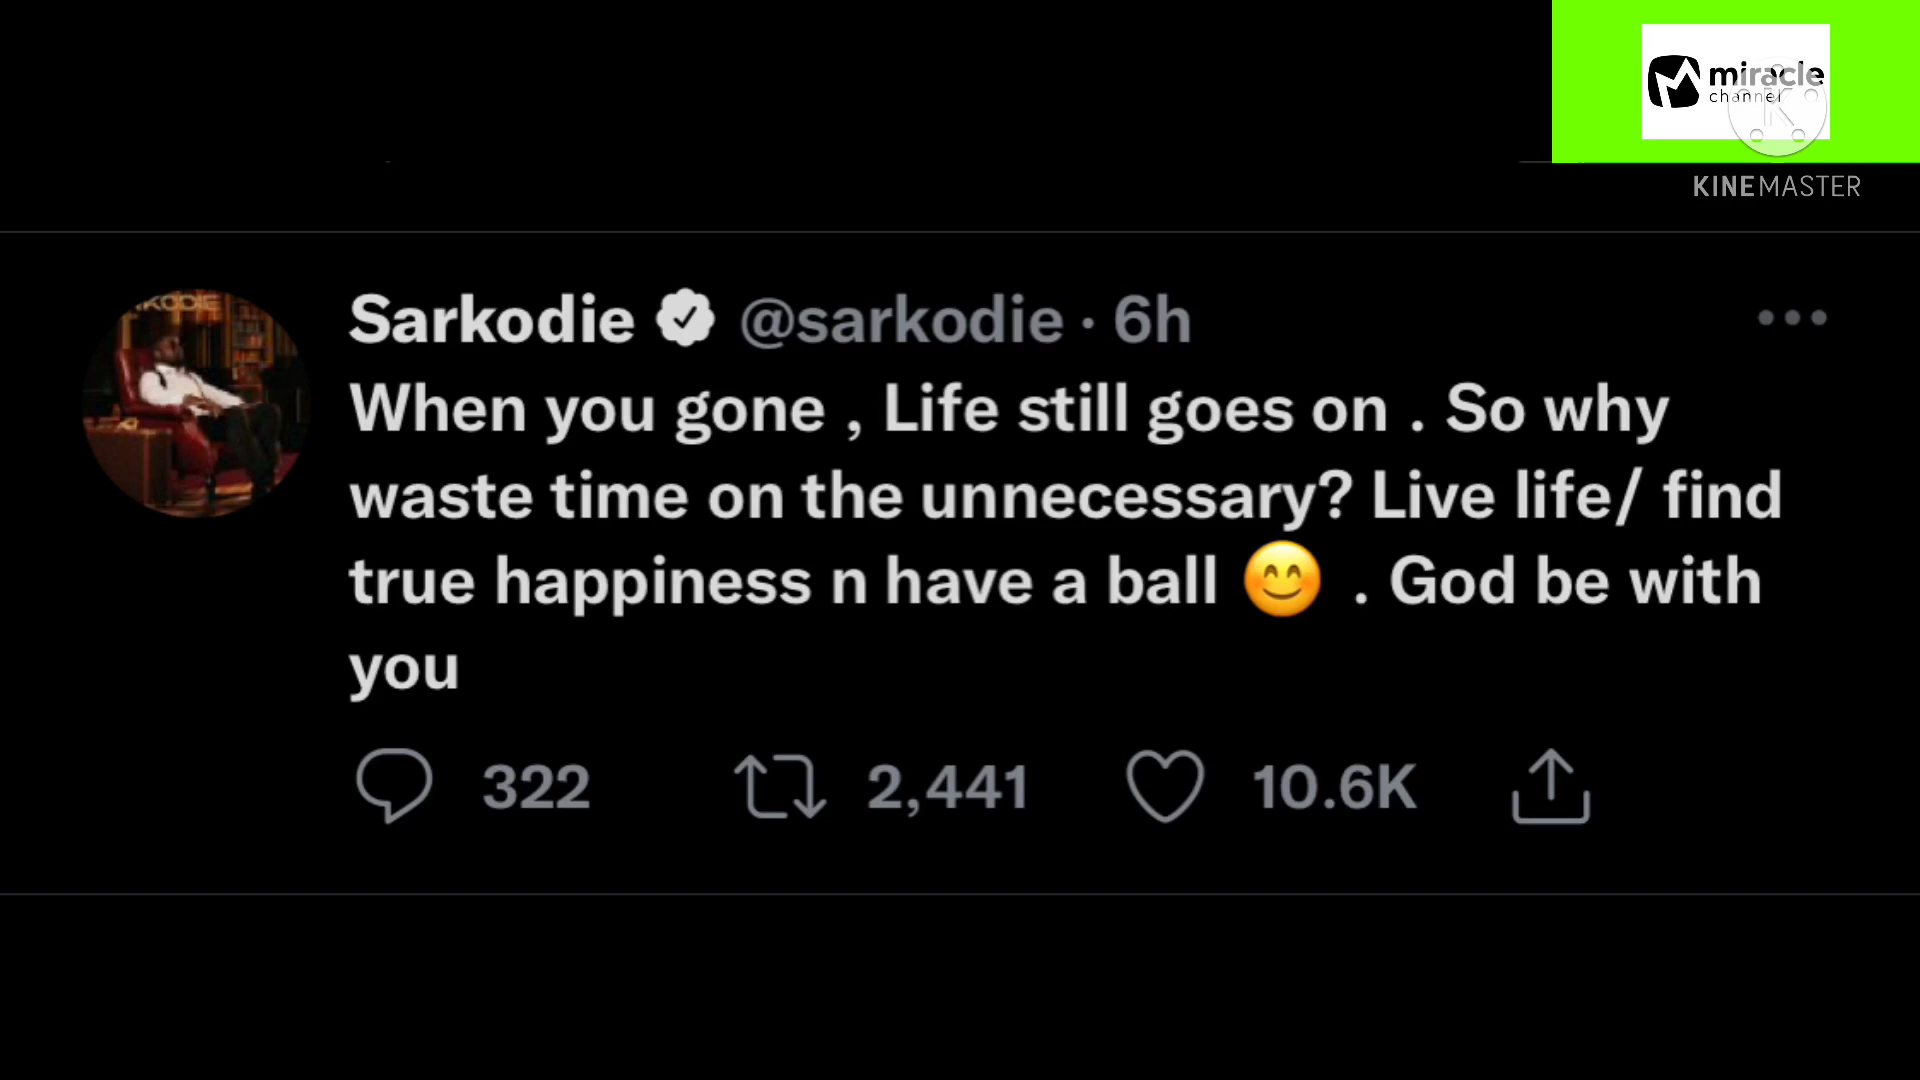 miracle
channel
KINEMASTER
Sarkodie @sarkodie · 6h
When you gone , Life still goes on . So why
waste time on the unnecessary? Live life/ find
true happiness n have a ball 😊 . God be with
you
322 2,441 10.6K